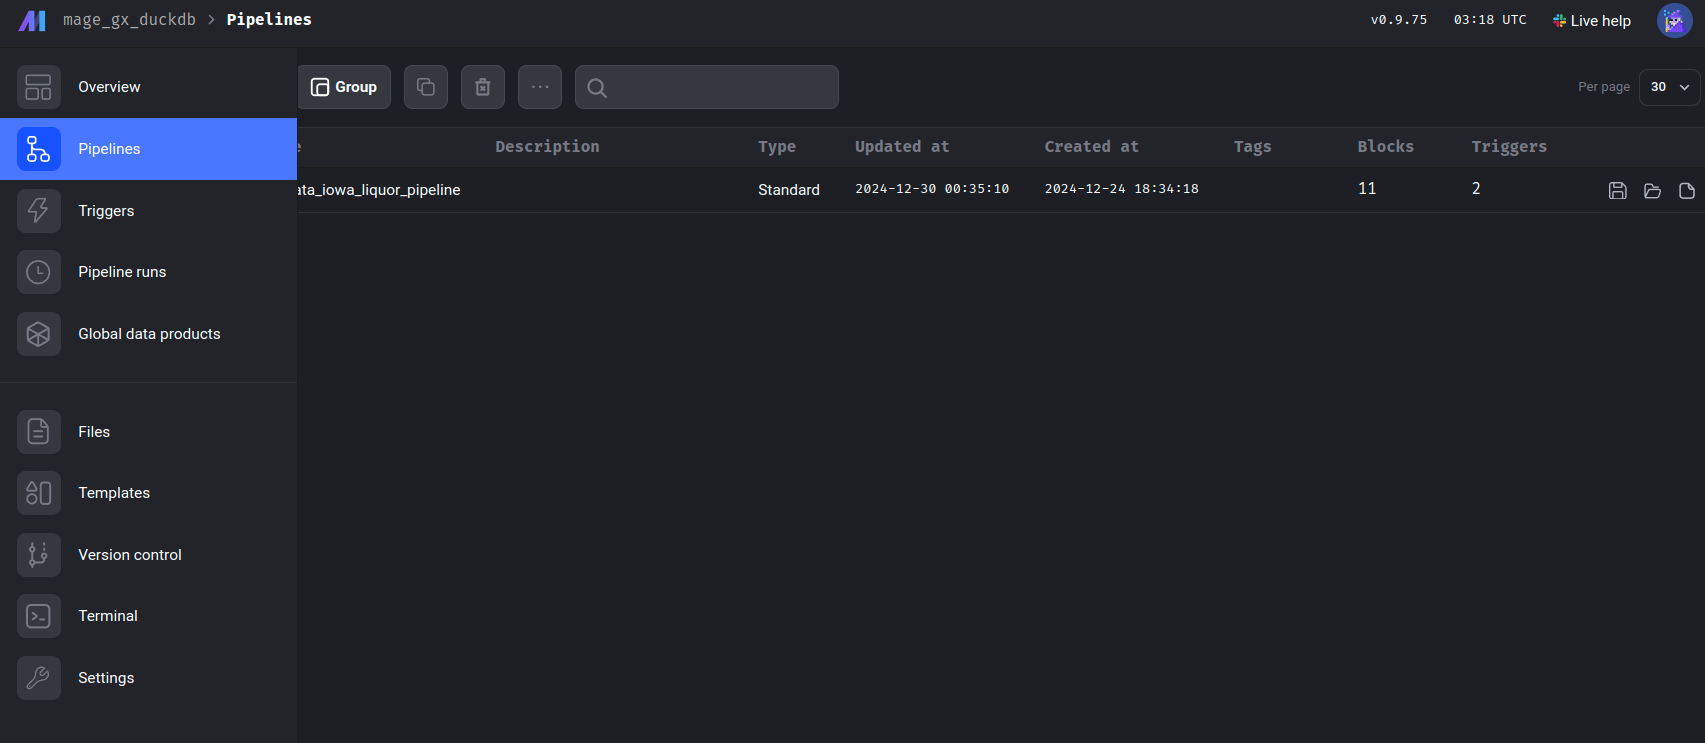 mage_gx_duckdb > Pipelines
v0.9.75 03:18 UTC Live help
Overview
Pipelines
Triggers
Pipeline runs
Global data products
Files
Templates
Version control
Terminal
Settings
Group
Per page 30
Description Type Updated at Created at Tags Blocks Triggers
ata_iowa_liquor_pipeline Standard 2024-12-30 00:35:10 2024-12-24 18:34:18 11 2